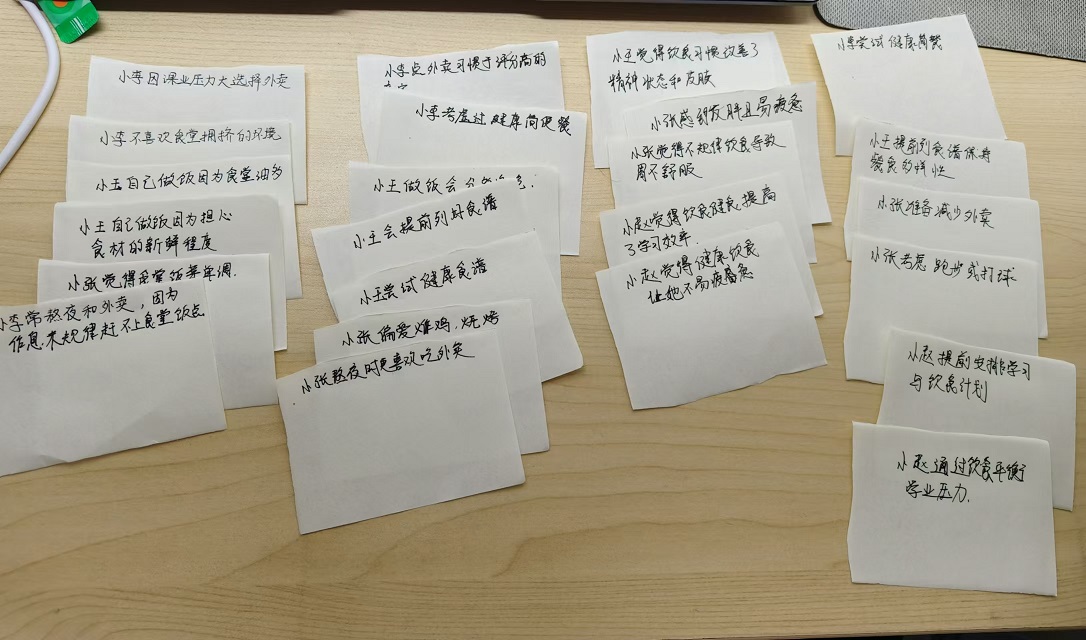 小李因课业压力大选择外卖
小李不喜欢食堂拥挤的环境
小王自己做饭因为食堂油多
小王自己做饭因为担心
食材的新鲜程度
小张觉得食堂饭菜单调.
小李常熬夜和外卖，因为
作息不规律赶不上食堂饭点
小李点外卖习惯于评分高的
小李考虑过健康简便餐
小王做饭会
小王会提前列好食谱
小王尝试健康食谱
小张偏爱炸鸡，烧烤
小张熬夜时更喜欢吃外卖
小王觉得饮食习惯改善了
精神状态和皮肤
小张感到发胖且易疲惫
小张觉得不规律饮食导致
胃不舒服
小赵觉得饮食健康提高
了学习效率.
小赵觉得健康饮食
让她不易疲惫
小李尝试健康简餐
小王提前列食谱保持
餐食多样性
小张准备减少外卖
小张考虑跑步或打球
小赵提前安排学习
与饮食计划
小赵通过饮食平衡
学业压力.